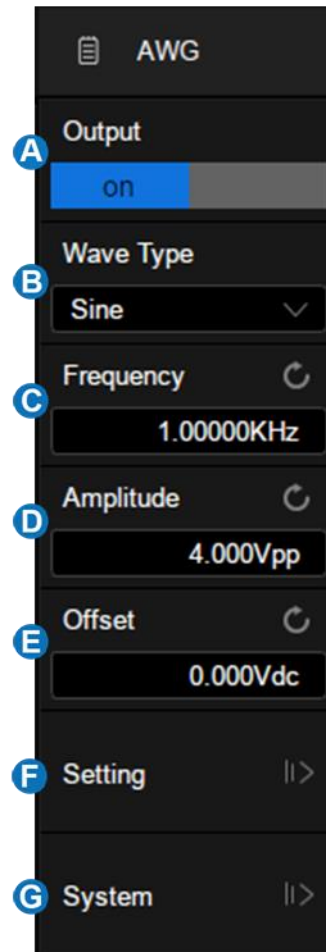 AWG
A
Output
on
B
Wave Type
Sine
C
Frequency
1.00000KHz
D
Amplitude
4.000Vpp
E
Offset
0.000Vdc
F
Setting
G
System